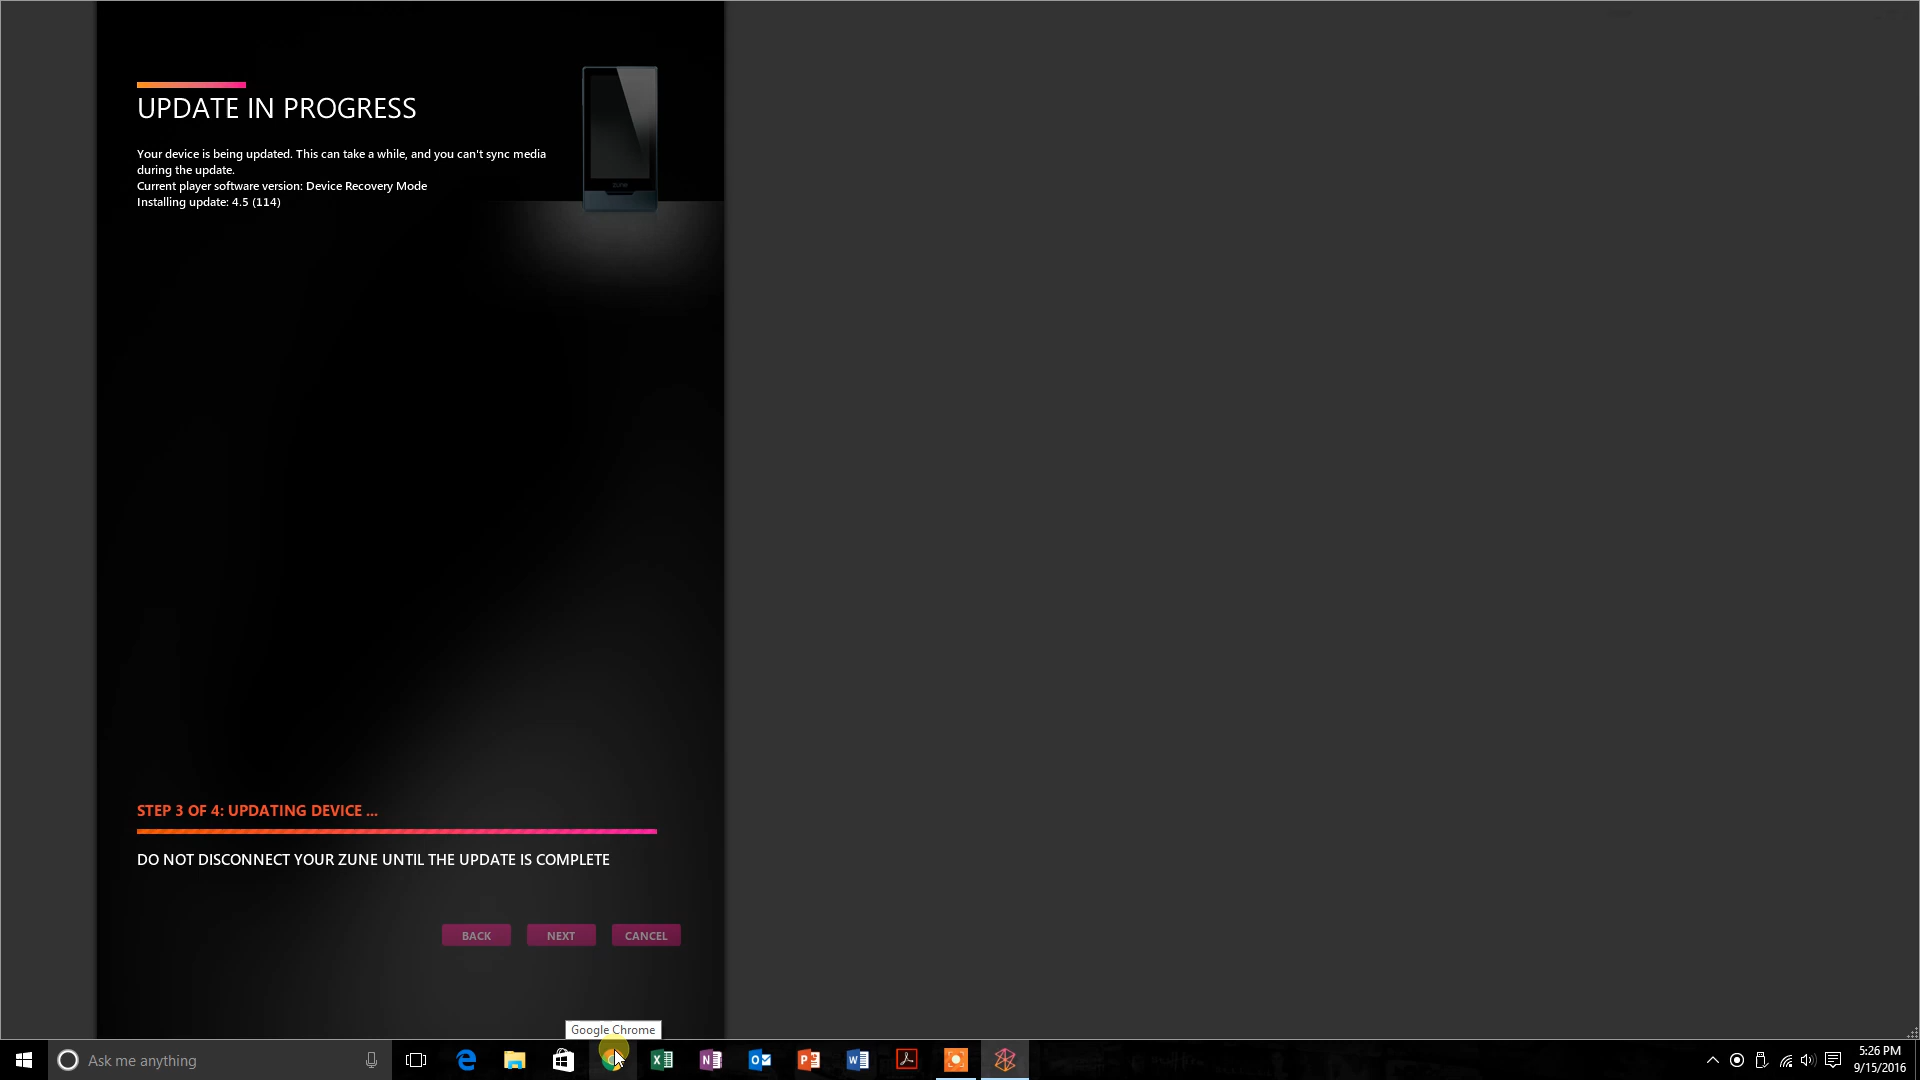 UPDATE IN PROGRESS
Your device is being updated. This can take a while, and you can't sync media
during the update.
Current player software version: Device Recovery Mode
Installing update: 4.5 (114)
zune
STEP 3 OF 4: UPDATING DEVICE ...
DO NOT DISCONNECT YOUR ZUNE UNTIL THE UPDATE IS COMPLETE
BACK NEXT CANCEL
Google Chrome
Ask me anything
5:26 PM
9/15/2016